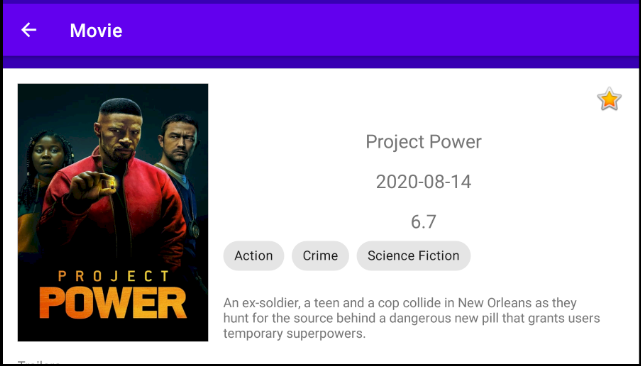 Movie
Project Power
2020-08-14
6.7
Action Crime Science Fiction
PROJECT
POWER
An ex-soldier, a teen and a cop collide in New Orleans as they
hunt for the source behind a dangerous new pill that grants users
temporary superpowers.